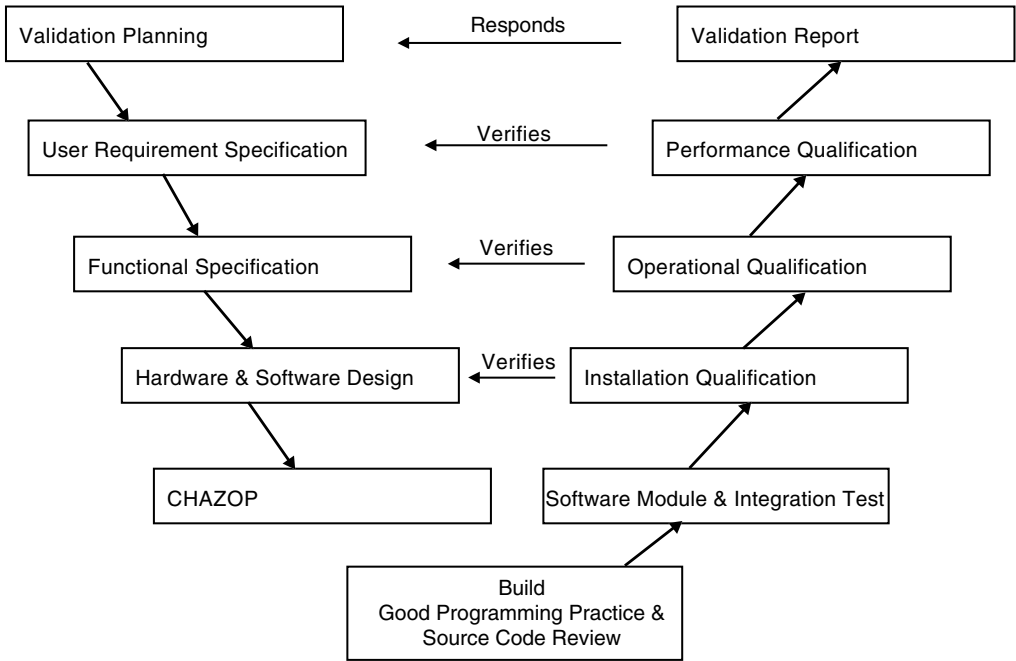 Validation Planning
Responds
Validation Report
User Requirement Specification
Verifies
Performance Qualification
Functional Specification
Verifies
Operational Qualification
Hardware & Software Design
Verifies
Installation Qualification
CHAZOP
Software Module & Integration Test
Build
Good Programming Practice &
Source Code Review